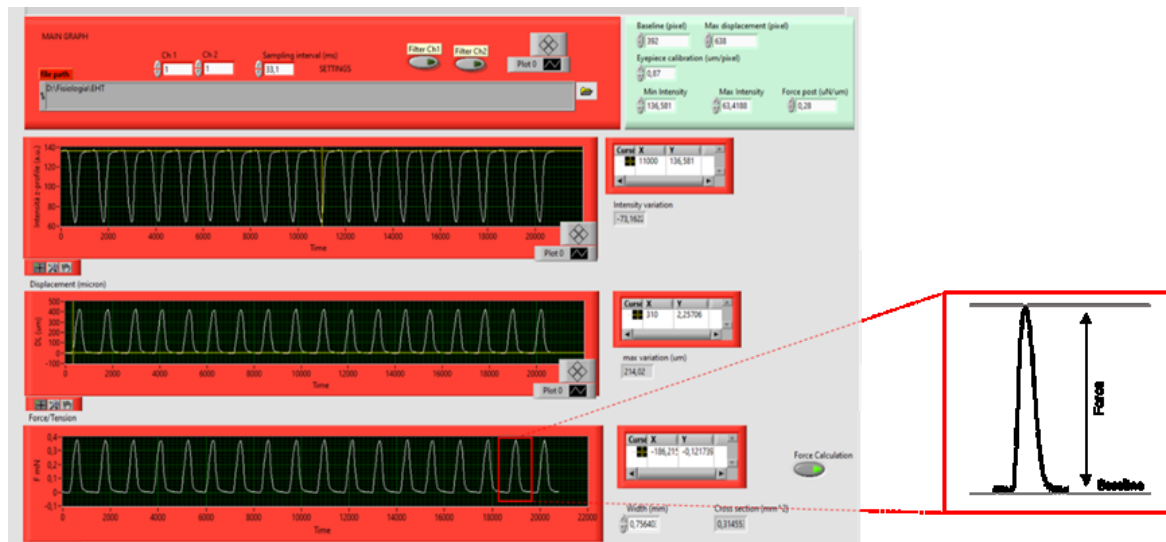 MAIN GRAPH
Ch 1 Ch 2 Sampling interval (ms)
1 1 33,1 SETTINGS
Filter Ch1 Filter Ch2
Plot 0
file path
D:\Fisiologia\EHT
Baseline (pixel) Max displacement (pixel)
392 638
Eyepiece calibration (um/pixel)
0,87
Min Intensity Max Intensity Force post (uN/um)
136,581 63,4188 0,28
Intensità z-profile (a.u.)
140
120
100
80
60
0 2000 4000 6000 8000 10000 12000 14000 16000 18000 20000
Time
Plot 0
Curs X Y
11000 136,581
Intensity variation
-73,162
Displacement (micron)
DL (um)
500
400
300
200
100
0
-100
0 2000 4000 6000 8000 10000 12000 14000 16000 18000 20000
Time
Plot 0
Curs X Y
310 2,25706
max variation (um)
214,02
Force/Tension
F mN
0,4
0,3
0,2
0,1
0
-0,1
0 2000 4000 6000 8000 10000 12000 14000 16000 18000 20000 22000
Time
Curs X Y
-186,215 -0,121739
Force Calculation
Width (mm) Cross section (mm^2)
0,75640 0,31455
Force
Baseline